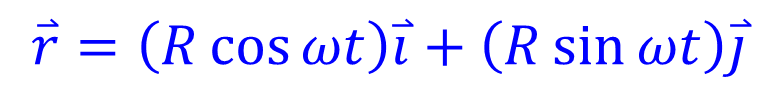 r⃗ = (R cos ωt)ı⃗ + (R sin ωt)ȷ⃗